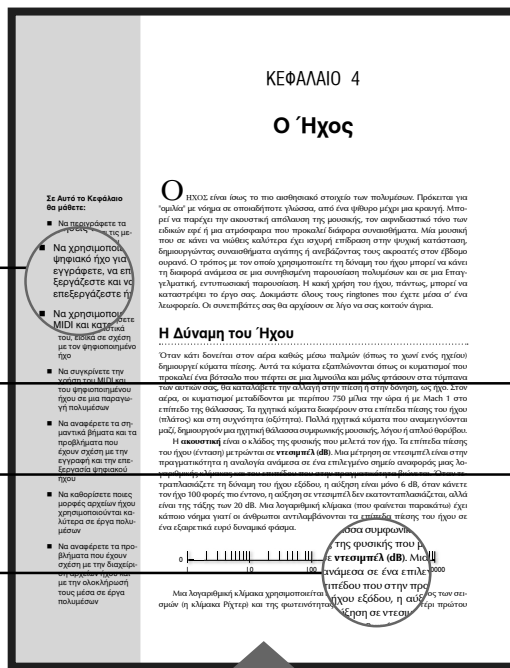 ΚΕΦΑΛΑΙΟ 4
Ο Ήχος
Σε Αυτό το Κεφάλαιο
θα μάθετε:
Να περιγράφετε τα
Να χρησιμοποι
ψηφιακό ήχο για
εγγράφετε, να επ
ξεργάζεστε και να
επεξεργάζεστε ή
Να χρησιμοπ
MIDI και κατα
του, ειδικά σε σχέση
με τον ψηφιοποιημένο
ήχο
Να συγκρίνετε την
χρήση του MIDI και
του ψηφιοποιημένου
ήχου σε μια παραγω-
γή πολυμέσων
Να αναφέρετε τα ση-
μαντικά βήματα και τα
προβλήματα που
έχουν σχέση με την
εγγραφή και την επε-
ξεργασία ψηφιακού
ήχου
Να καθορίσετε ποιες
μορφές αρχείων ήχου
χρησιμοποιούνται κα-
λύτερα σε έργα πολυ-
μέσων
Να αναφέρετε τα προ-
βλήματα που έχουν
σχέση με την διαχείρι-
ση αρχείων ήχου και
με την ολοκλήρωσή
τους μέσα σε έργα
πολυμέσων
Ο ΗΧΟΣ είναι ίσως το πιο αισθησιακό στοιχείο των πολυμέσων. Πρόκειται για
"ομιλία" με νόημα σε οποιαδήποτε γλώσσα, από ένα ψίθυρο μέχρι μια κραυγή. Μπο-
ρεί να παρέχει την ακουστική απόλαυση της μουσικής, τον αιφνιδιαστικό τόνο των
ειδικών εφέ ή μια ατμόσφαιρα που προκαλεί διάφορα συναισθήματα. Μία μουσική
που σε κάνει να νιώθεις καλύτερα έχει ισχυρή επίδραση στην ψυχική κατάσταση,
δημιουργώντας συναισθήματα αγάπης ή ανεβάζοντας τους ακροατές στον έβδομο
ουρανό. Ο τρόπος με τον οποίο χρησιμοποιείτε τη δύναμη του ήχου μπορεί να κάνει
τη διαφορά ανάμεσα σε μια συνηθισμένη παρουσίαση πολυμέσων και σε μια επαγ-
γελματική, εντυπωσιακή παρουσίαση. Η κακή χρήση του ήχου, πάντως, μπορεί να
καταστρέψει το έργο σας. Δοκιμάστε όλους τους ringtones που έχετε μέσα σ' ένα
λεωφορείο. Οι συνεπιβάτες σας θα αρχίσουν σε λίγο να σας κοιτούν άγρια.
Η Δύναμη του Ήχου
Όταν κάτι δονείται στον αέρα καθώς μέσω παλμών (όπως το χωνί ενός ηχείου)
δημιουργεί κύματα πίεσης. Αυτά τα κύματα εξαπλώνονται όπως οι κυματισμοί που
προκαλεί ένα βότσαλο που πέφτει σε μια λιμνούλα και μόλις φτάσουν στα τύμπανα
των αυτιών σας, θα καταλάβετε την αλλαγή στην πίεση ή στην δόνηση, ως ήχο. Στον
αέρα, οι κυματισμοί μεταδίδονται με περίπου 750 μίλια την ώρα ή με Mach 1 στο
επίπεδο της θάλασσας. Τα ηχητικά κύματα διαφέρουν στα επίπεδα πίεσης του ήχου
(πλάτος) και στη συχνότητα (οξύτητα). Πολλά ηχητικά κύματα που αναμειγνύονται
μαζί, δημιουργούν μια ηχητική θάλασσα συμφωνικής μουσικής, λόγου ή απλού θορύβου.
Η ακουστική είναι ο κλάδος της φυσικής που μελετά τον ήχο. Τα επίπεδα πίεσης
του ήχου (ένταση) μετρώνται σε ντεσιμπέλ (dB). Μια μέτρηση σε ντεσιμπέλ είναι στην
πραγματικότητα η αναλογία ανάμεσα σε ένα επιλεγμένο σημείο αναφοράς μιας λο-
τραπλασιάζετε τη δύναμη του ήχου εξόδου, η αύξηση είναι μόνο 6 dB, όταν κάνετε
τον ήχο 100 φορές πιο έντονο, η αύξηση σε ντεσιμπέλ δεν εκατονταπλασιάζεται, αλλά
είναι της τάξης των 20 dB. Μια λογαριθμική κλίμακα (που φαίνεται παρακάτω) έχει
κάποιο νόημα γιατί οι άνθρωποι αντιλαμβάνονται τα επίπεδα πίεσης του ήχου σε
ένα εξαιρετικά ευρύ δυναμικό φάσμα.
0 1 10 100
σσα συμφωνικ
της φυσικής που μ
ε ντεσιμπέλ (dB). Μια
ανάμεσα σε ένα επιλε
ιπέδου που στην πρα
ήχου εξόδου, η αύξ
ύξηση σε ντεσιμ
Μια λογαριθμική κλίμακα χρησιμοποιείται
σμών (η κλίμακα Ρίχτερ) και της φωτεινότητας